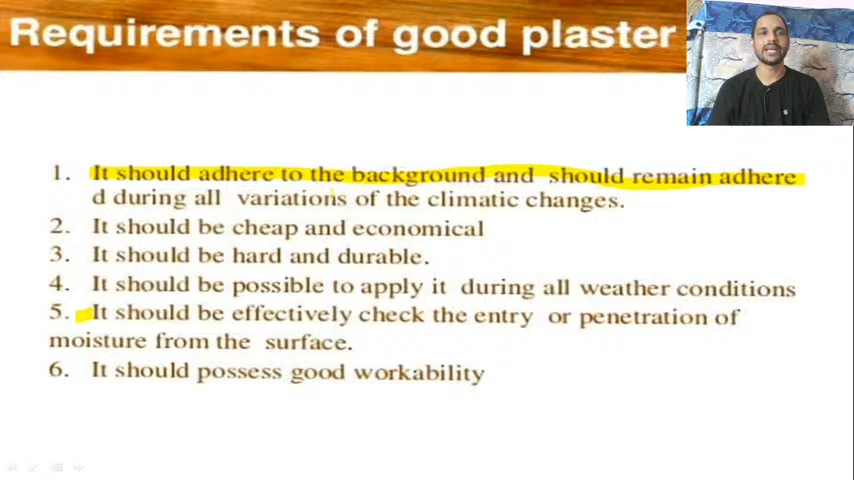 Requirements of good plaster
1. It should adhere to the background and should remain adhere
d during all variations of the climatic changes.
2. It should be cheap and economical
3. It should be hard and durable.
4. It should be possible to apply it during all weather conditions
5. It should be effectively check the entry or penetration of
moisture from the surface.
6. It should possess good workability